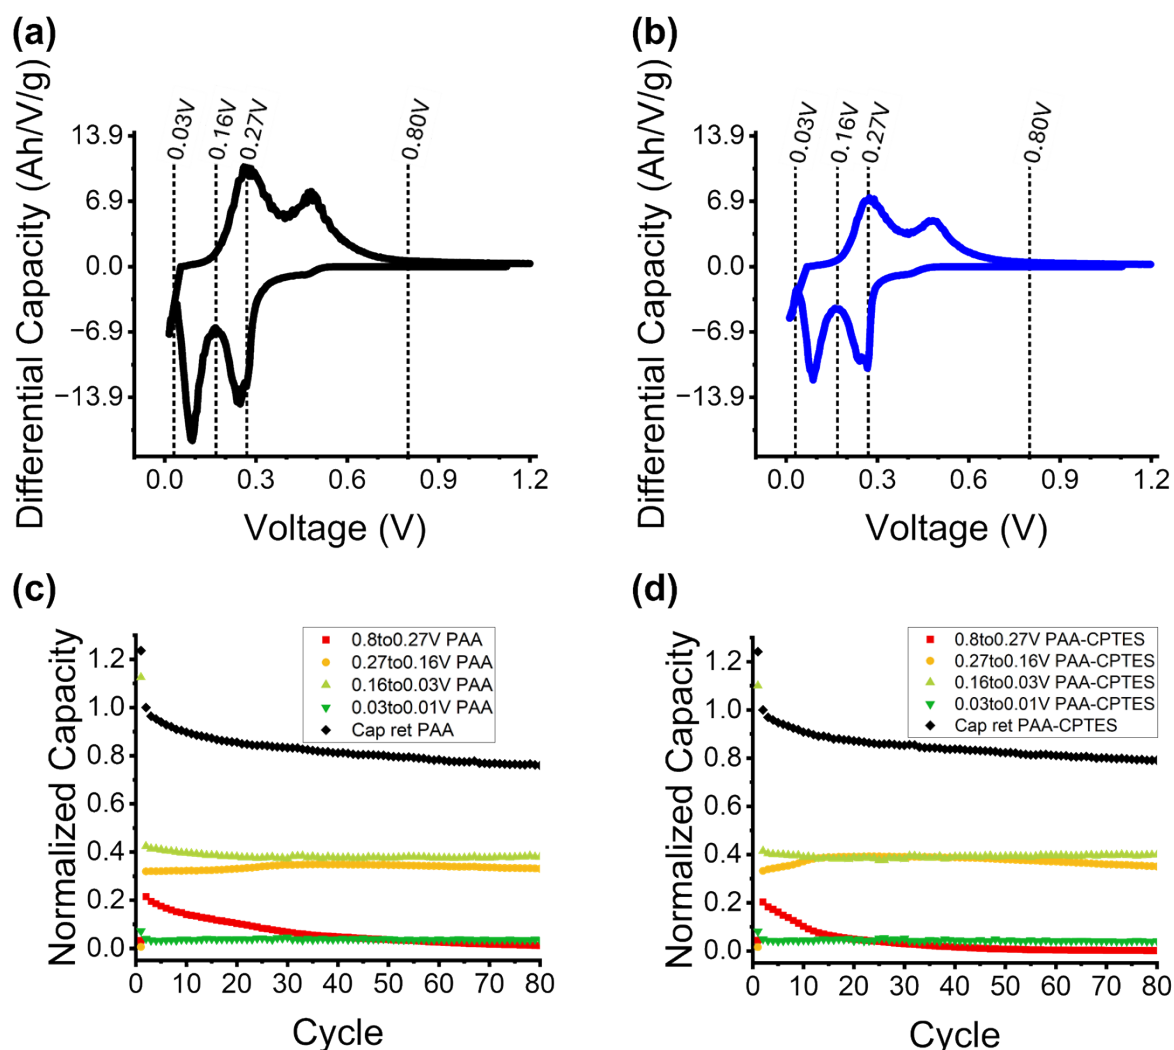 (a)
Differential Capacity (Ah/V/g)
13.9
6.9
0.0
−6.9
−13.9
0.03V
0.16V
0.27V
0.80V
0.0
0.3
0.6
0.9
1.2
Voltage (V)
(b)
Differential Capacity (Ah/V/g)
13.9
6.9
0.0
−6.9
−13.9
0.03V
0.16V
0.27V
0.80V
0.0
0.3
0.6
0.9
1.2
Voltage (V)
(c)
Normalized Capacity
1.2
1.0
0.8
0.6
0.4
0.2
0.0
0.8to0.27V PAA
0.27to0.16V PAA
0.16to0.03V PAA
0.03to0.01V PAA
Cap ret PAA
0
10
20
30
40
50
60
70
80
Cycle
(d)
Normalized Capacity
1.2
1.0
0.8
0.6
0.4
0.2
0.0
0.8to0.27V PAA-CPTES
0.27to0.16V PAA-CPTES
0.16to0.03V PAA-CPTES
0.03to0.01V PAA-CPTES
Cap ret PAA-CPTES
0
10
20
30
40
50
60
70
80
Cycle